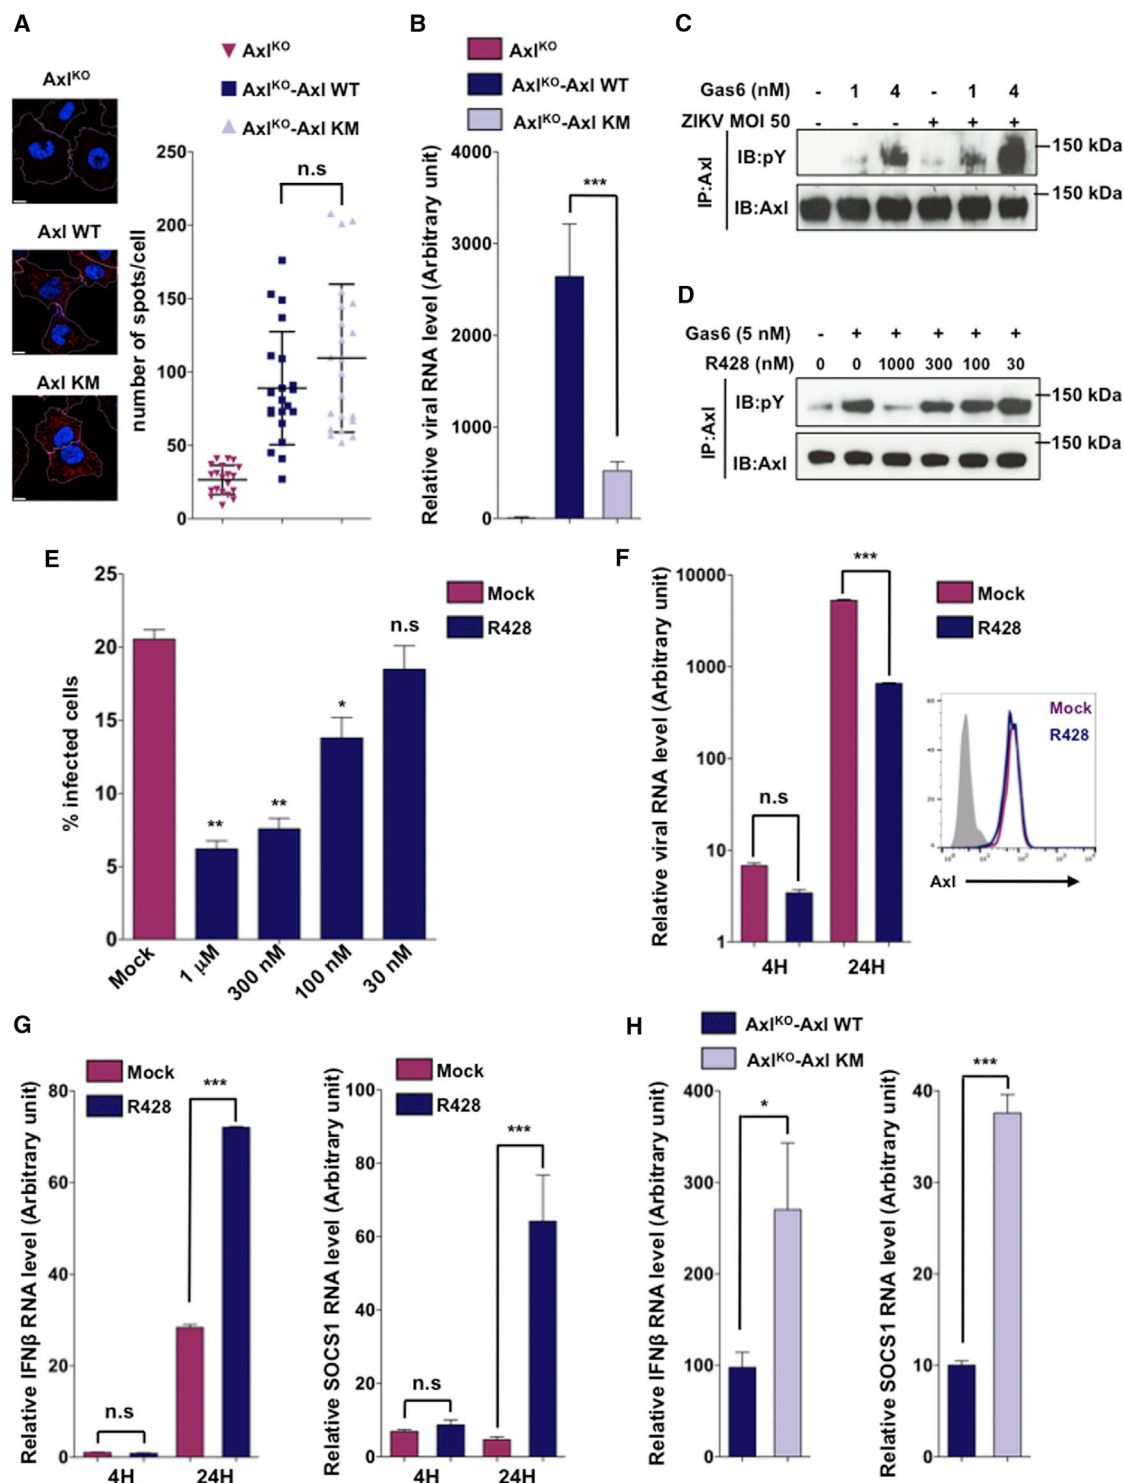 A
Axl^KO
Axl WT
Axl KM
Axl^KO
Axl^KO-Axl WT
Axl^KO-Axl KM
number of spots/cell
250
200
150
100
50
0
n.s
B
Axl^KO
Axl^KO-Axl WT
Axl^KO-Axl KM
Relative viral RNA level (Arbitrary unit)
4000
3000
2000
1000
0
***
C
Gas6 (nM) - 1 4 - 1 4
ZIKV MOI 50 - - - + + +
IP:Axl
IB:pY
150 kDa
IB:Axl
150 kDa
D
Gas6 (5 nM) - + + + + +
R428 (nM) 0 0 1000 300 100 30
IP:Axl
IB:pY
150 kDa
IB:Axl
150 kDa
E
% infected cells
25
20
15
10
5
0
** ** * n.s
Mock 1 μM 300 nM 100 nM 30 nM
Mock
R428
F
Relative viral RNA level (Arbitrary unit)
10000
1000
100
10
1
n.s
***
4H 24H
Mock
R428
Mock
R428
60
40
20
0
Axl
G
Mock
R428
Relative IFNβ RNA level (Arbitrary unit)
80
60
40
20
0
n.s
***
4H 24H
Mock
R428
Relative SOCS1 RNA level (Arbitrary unit)
100
80
60
40
20
0
n.s
***
4H 24H
H
Axl^KO-Axl WT
Axl^KO-Axl KM
Relative IFNβ RNA level (Arbitrary unit)
400
300
200
100
0
*
Relative SOCS1 RNA level (Arbitrary unit)
40
30
20
10
0
***